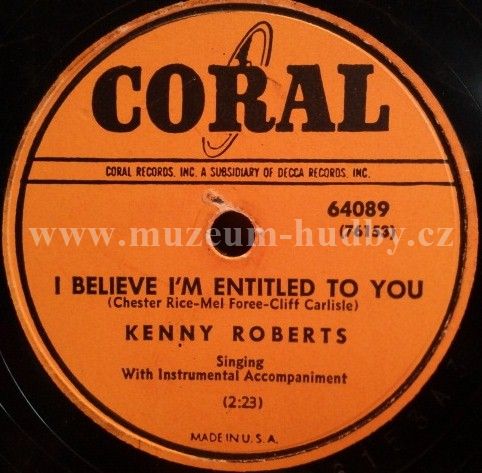 CORAL
CORAL RECORDS, INC. A SUBSIDIARY OF DECCA RECORDS, INC.
64089
(76153)
www.muzeum-hudby.cz
I BELIEVE I'M ENTITLED TO YOU
(Chester Rice-Mel Foree-Cliff Carlisle)
KENNY ROBERTS
Singing
With Instrumental Accompaniment
(2:23)
MADE IN U. S. A.